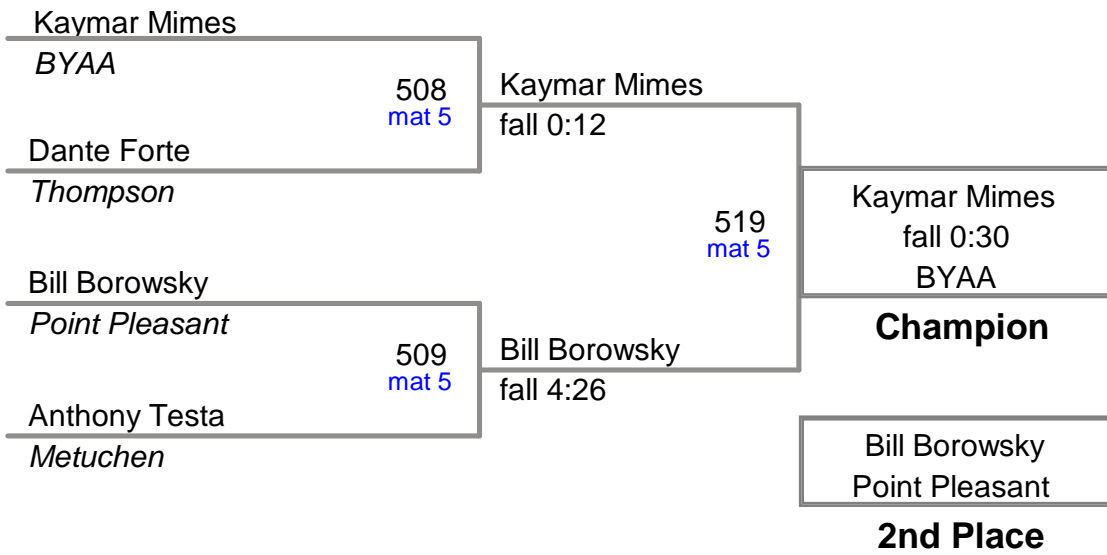 Kaymar Mimes
BYAA
508
mat 5
Dante Forte
Thompson
Kaymar Mimes
fall 0:12
Bill Borowsky
Point Pleasant
509
mat 5
Anthony Testa
Metuchen
Bill Borowsky
fall 4:26
519
mat 5
Kaymar Mimes
fall 0:30
BYAA
Champion
Bill Borowsky
Point Pleasant
2nd Place